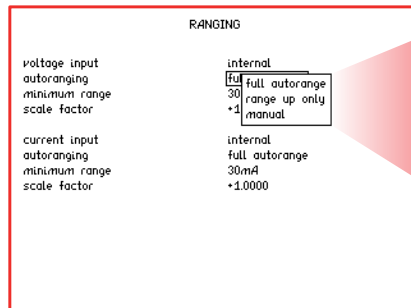 RANGING
voltage input internal
autoranging
full autorange
range up only
manual
minimum range 30
scale factor +1
current input internal
autoranging full autorange
minimum range 30mA
scale factor +1.0000